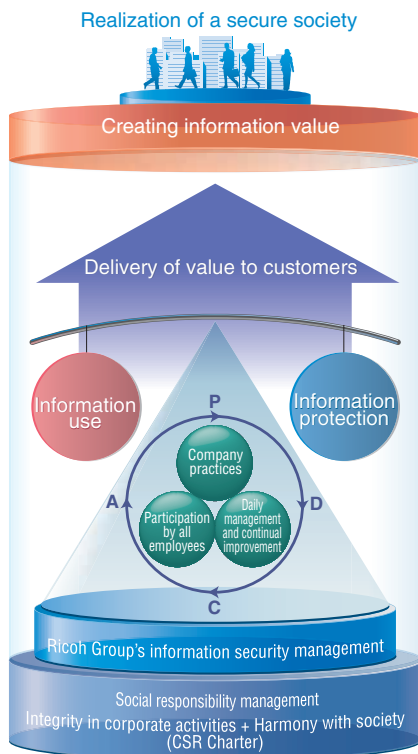 Realization of a secure society
Creating information value
Delivery of value to customers
Information
use
Information
protection
P
Company
practices
A
D
Participation
by all
employees
Daily
management
and continual
improvement
C
Ricoh Group's information security management
Social responsibility management
Integrity in corporate activities + Harmony with society
(CSR Charter)